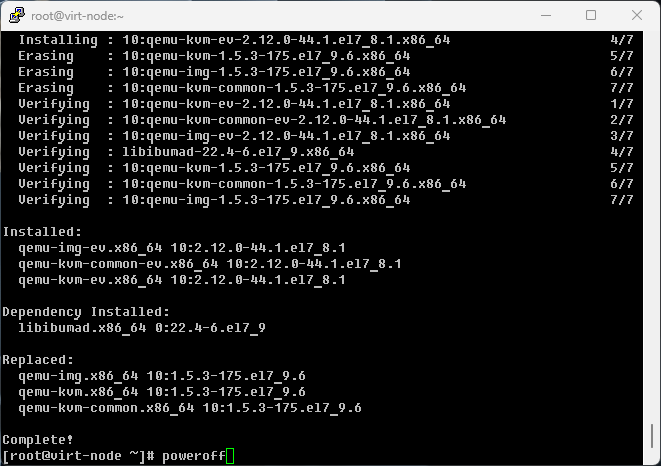 root@virt-node:~
Installing : 10:qemu-kvm-ev-2.12.0-44.1.el7_8.1.x86_64 4/7
Erasing : 10:qemu-kvm-1.5.3-175.el7_9.6.x86_64 5/7
Erasing : 10:qemu-img-1.5.3-175.el7_9.6.x86_64 6/7
Erasing : 10:qemu-kvm-common-1.5.3-175.el7_9.6.x86_64 7/7
Verifying : 10:qemu-kvm-ev-2.12.0-44.1.el7_8.1.x86_64 1/7
Verifying : 10:qemu-kvm-common-ev-2.12.0-44.1.el7_8.1.x86_64 2/7
Verifying : 10:qemu-img-ev-2.12.0-44.1.el7_8.1.x86_64 3/7
Verifying : libibumad-22.4-6.el7_9.x86_64 4/7
Verifying : 10:qemu-kvm-1.5.3-175.el7_9.6.x86_64 5/7
Verifying : 10:qemu-kvm-common-1.5.3-175.el7_9.6.x86_64 6/7
Verifying : 10:qemu-img-1.5.3-175.el7_9.6.x86_64 7/7
Installed:
qemu-img-ev.x86_64 10:2.12.0-44.1.el7_8.1
qemu-kvm-common-ev.x86_64 10:2.12.0-44.1.el7_8.1
qemu-kvm-ev.x86_64 10:2.12.0-44.1.el7_8.1
Dependency Installed:
libibumad.x86_64 0:22.4-6.el7_9
Replaced:
qemu-img.x86_64 10:1.5.3-175.el7_9.6
qemu-kvm.x86_64 10:1.5.3-175.el7_9.6
qemu-kvm-common.x86_64 10:1.5.3-175.el7_9.6
Complete!
[root@virt-node ~]# poweroff